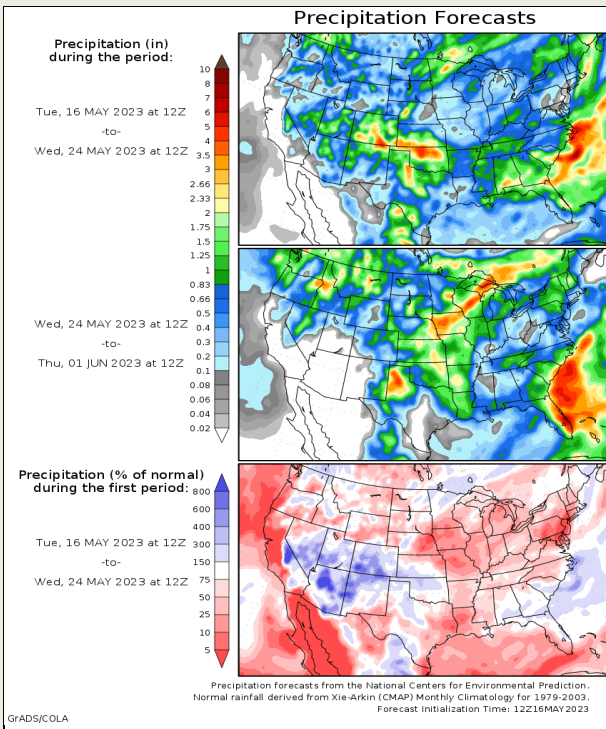 Precipitation Forecasts
Precipitation (in)
during the period:
Tue, 16 MAY 2023 at 12Z
-to-
Wed, 24 MAY 2023 at 12Z
10
8
7
6
5
4
3.5
3
2.66
2.33
2
1.75
1.5
1.25
1
0.83
0.66
0.5
0.4
0.3
0.2
0.1
0.08
0.06
0.04
0.02
Wed, 24 MAY 2023 at 12Z
-to-
Thu, 01 JUN 2023 at 12Z
Precipitation (% of normal)
during the first period:
Tue, 16 MAY 2023 at 12Z
-to-
Wed, 24 MAY 2023 at 12Z
800
600
400
300
150
75
50
25
10
5
Precipitation forecasts from the National Centers for Environmental Prediction.
Normal rainfall derived from Xie-Arkin (CMAP) Monthly Climatology for 1979-2003.
Forecast Initialization Time: 12Z16MAY2023
GrADS/COLA